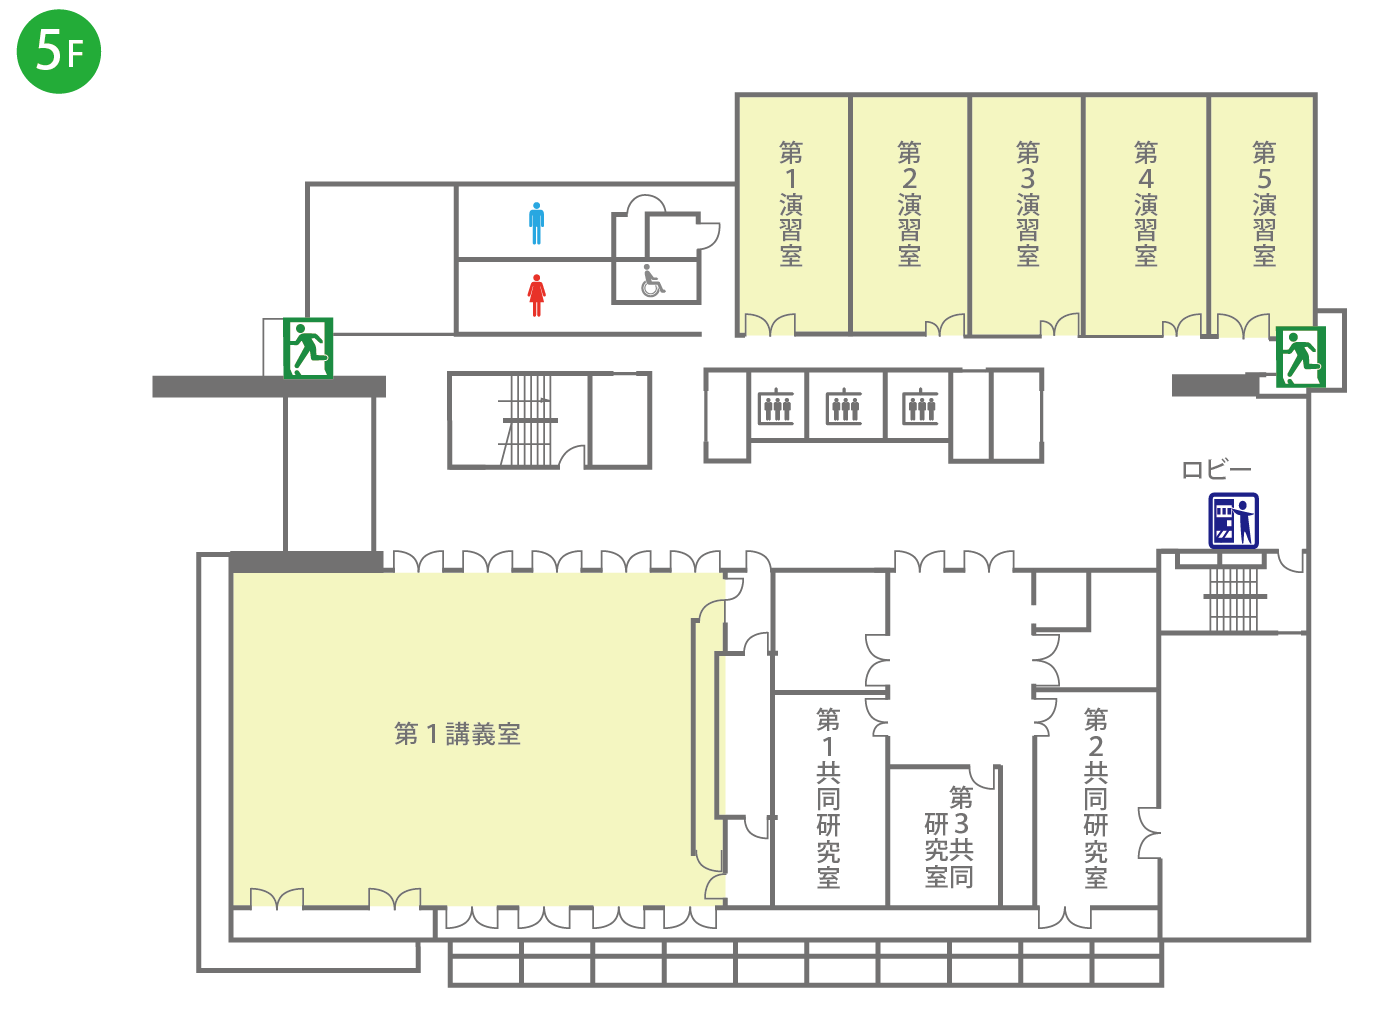 5F
第1演習室
第2演習室
第3演習室
第4演習室
第5演習室
ロビー
第1講義室
第1共同研究室
第3共同
研究室
第2共同研究室